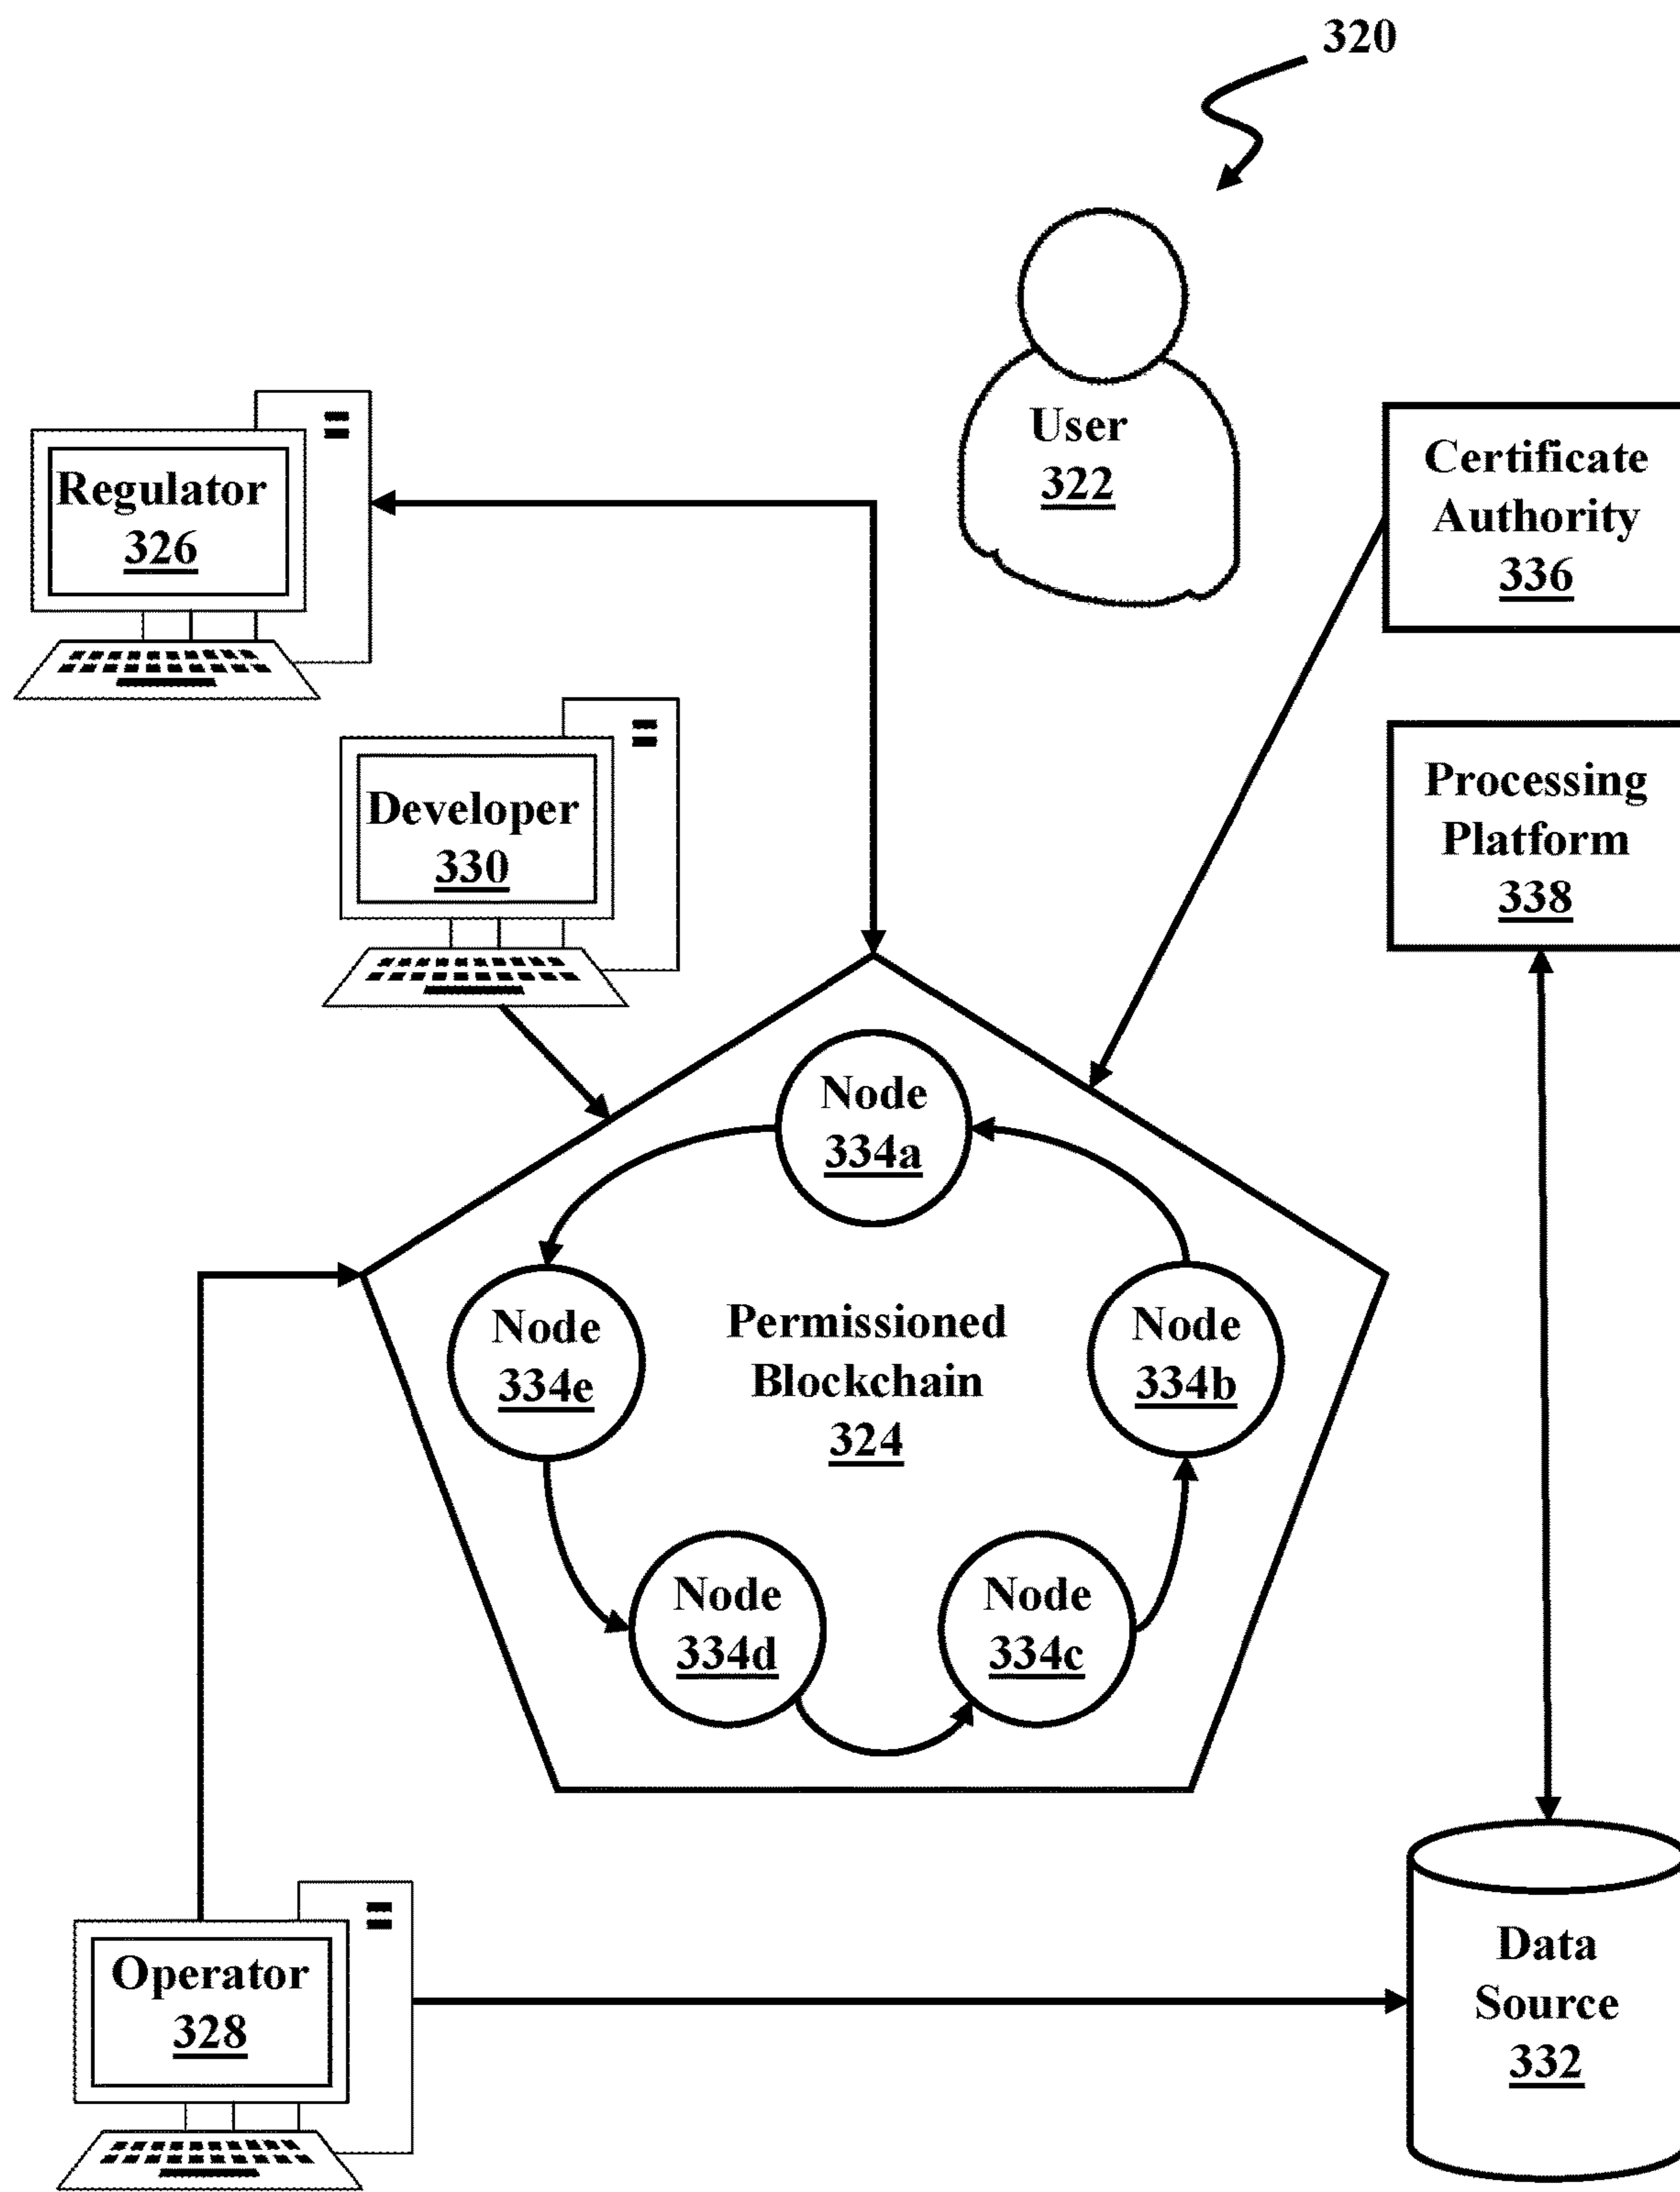 320
User
322
Regulator
326
Certificate
Authority
336
Developer
330
Processing
Platform
338
Node
334a
Node
334e
Permissioned
Blockchain
324
Node
334b
Node
334d
Node
334c
Operator
328
Data
Source
332